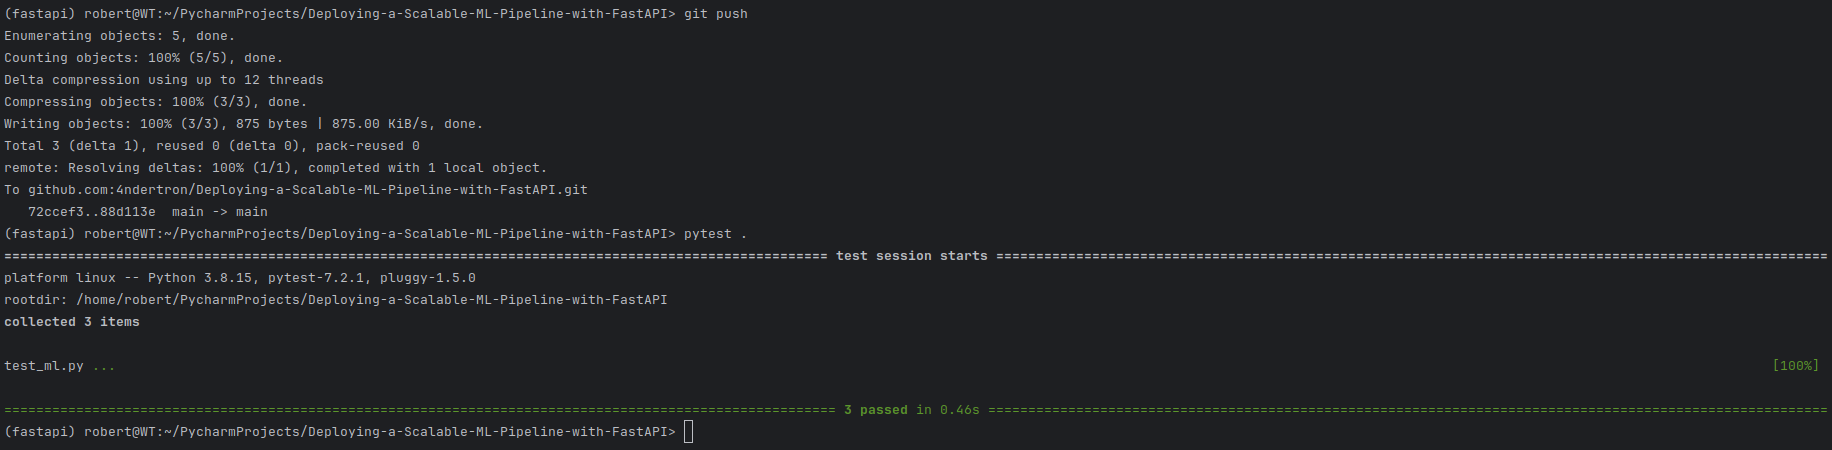 (fastapi) robert@WT:~/PycharmProjects/Deploying-a-Scalable-ML-Pipeline-with-FastAPI> git push
Enumerating objects: 5, done.
Counting objects: 100% (5/5), done.
Delta compression using up to 12 threads
Compressing objects: 100% (3/3), done.
Writing objects: 100% (3/3), 875 bytes | 875.00 KiB/s, done.
Total 3 (delta 1), reused 0 (delta 0), pack-reused 0
remote: Resolving deltas: 100% (1/1), completed with 1 local object.
To github.com:4ndertron/Deploying-a-Scalable-ML-Pipeline-with-FastAPI.git
   72ccef3..88d113e  main -> main
(fastapi) robert@WT:~/PycharmProjects/Deploying-a-Scalable-ML-Pipeline-with-FastAPI> pytest .
======================================================================================================= test session starts ========================================================================================================
platform linux -- Python 3.8.15, pytest-7.2.1, pluggy-1.5.0
rootdir: /home/robert/PycharmProjects/Deploying-a-Scalable-ML-Pipeline-with-FastAPI
collected 3 items
test_ml.py ... [100%]
======================================================================================================== 3 passed in 0.46s =========================================================================================================
(fastapi) robert@WT:~/PycharmProjects/Deploying-a-Scalable-ML-Pipeline-with-FastAPI>